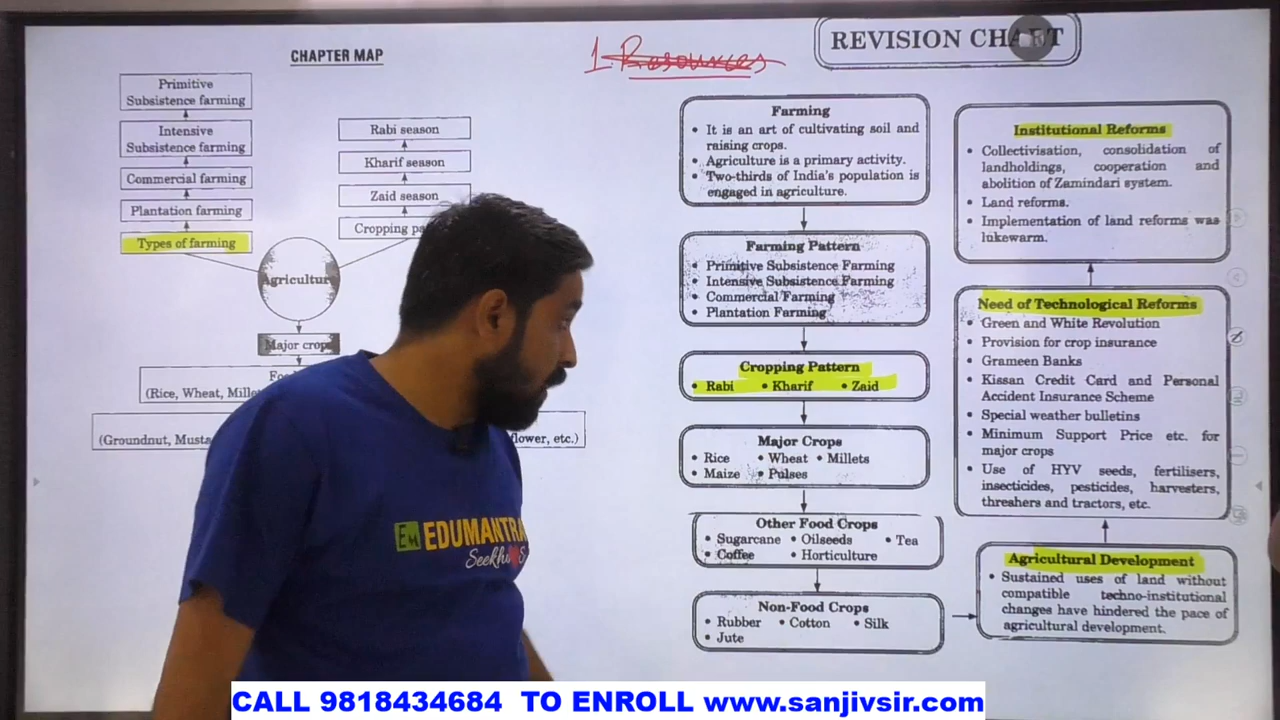 CHAPTER MAP
Primitive
Subsistence farming
Intensive
Subsistence farming
Commercial farming
Plantation farming
Types of farming
Rabi season
Kharif season
Zaid season
Cropping
Agriculture
Major crops
(Rice, Wheat,
(Groundnut,
etc.)
1 Resources
REVISION CHART
Farming
• It is an art of cultivating soil and
raising crops.
• Agriculture is a primary activity.
• Two-thirds of India's population is
engaged in agriculture.
Farming Pattern
• Primitive Subsistence Farming
• Intensive Subsistence Farming
• Commercial Farming
• Plantation Farming
Cropping Pattern
• Rabi • Kharif • Zaid
Major Crops
• Rice • Wheat • Millets
• Maize • Pulses
Other Food Crops
• Sugarcane • Oilseeds • Tea
• Coffee • Horticulture
Non-Food Crops
• Rubber • Cotton • Silk
• Jute
Institutional Reforms
• Collectivisation, consolidation of
landholdings, cooperation and
abolition of Zamindari system.
• Land reforms.
• Implementation of land reforms was
lukewarm.
Need of Technological Reforms
• Green and White Revolution
• Provision for crop insurance
• Grameen Banks
• Kissan Credit Card and Personal
Accident Insurance Scheme
• Special weather bulletins
• Minimum Support Price etc. for
major crops
• Use of HYV seeds, fertilisers,
insecticides, pesticides, harvesters,
threahers and tractors, etc.
Agricultural Development
• Sustained uses of land without
compatible techno-institutional
changes have hindered the pace of
agricultural development.
Em EDUMANTRA
CALL 9818434684 TO ENROLL www.sanjivsir.com